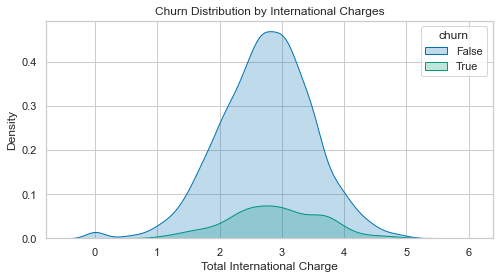 Churn Distribution by International Charges
churn
False
True
Density
0.4
0.3
0.2
0.1
0.0
0 1 2 3 4 5 6
Total International Charge